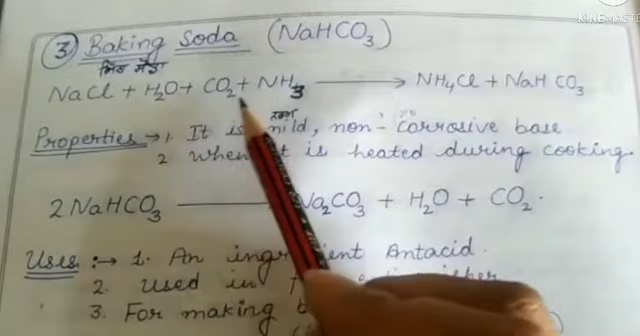 KINEMASTER
③ Baking Soda (NaHCO₃)
NaCl + H₂O + CO₂ + NH₃ ⟶ NH₄Cl + NaHCO₃
Properties → 1. It is mild, non-corrosive base
2 when it is heated during cooking.
2NaHCO₃ ⟶ Na₂CO₃ + H₂O + CO₂.
Uses :→ 1. An ingredient Antacid.
2. Used in
3. For making